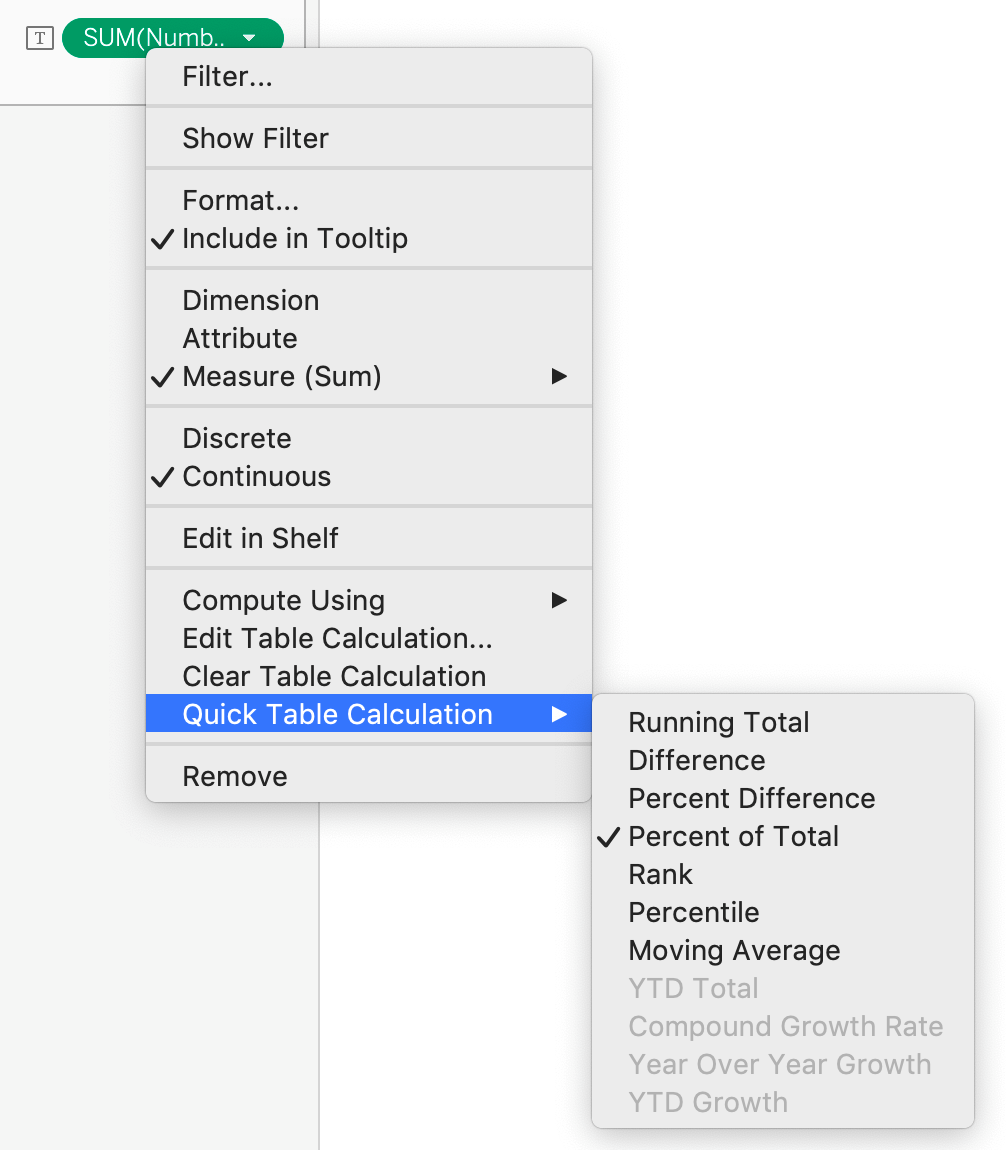 T SUM(Numb..
Filter...
Show Filter
Format...
Include in Tooltip
Dimension
Attribute
Measure (Sum)
Discrete
Continuous
Edit in Shelf
Compute Using
Edit Table Calculation...
Clear Table Calculation
Quick Table Calculation
Remove
Running Total
Difference
Percent Difference
Percent of Total
Rank
Percentile
Moving Average
YTD Total
Compound Growth Rate
Year Over Year Growth
YTD Growth